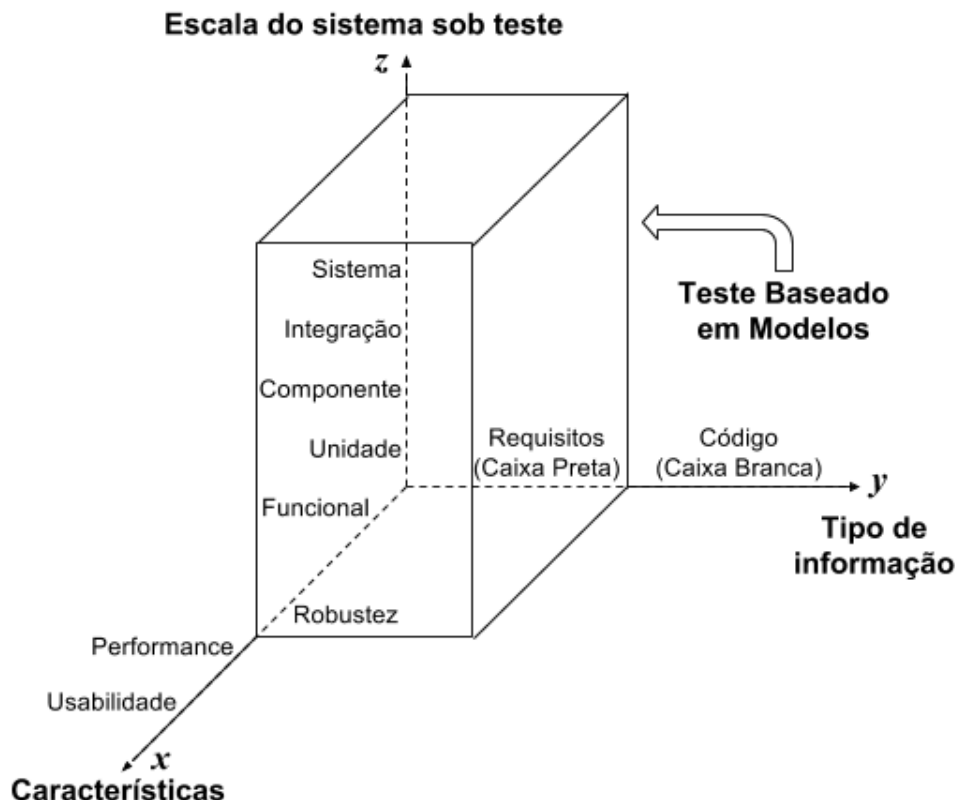 Escala do sistema sob teste
z
Sistema
Integração
Teste Baseado
em Modelos
Componente
Unidade
Requisitos
(Caixa Preta)
Código
(Caixa Branca)
y
Tipo de
informação
Funcional
Robustez
Performance
Usabilidade
x
Características